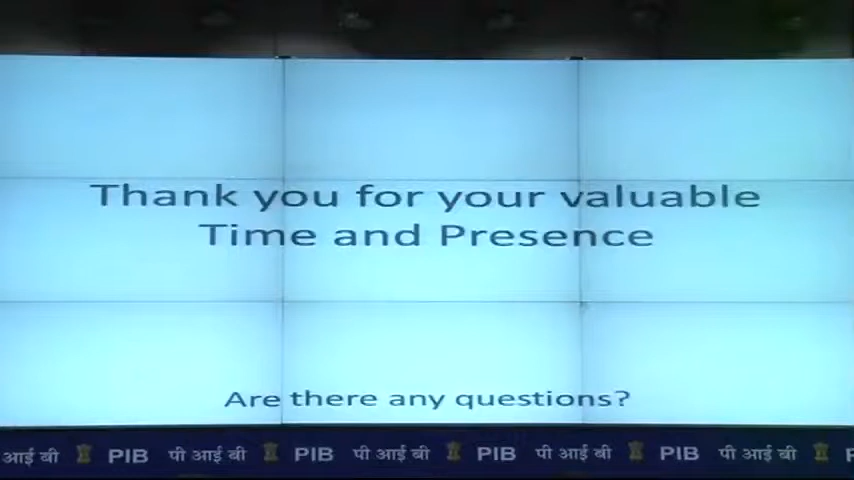 Thank you for your valuable
Time and Presence
Are there any questions?
आई बी PIB पी आई बी PIB पी आई बी PIB पी आई बी PIB पी आई बी